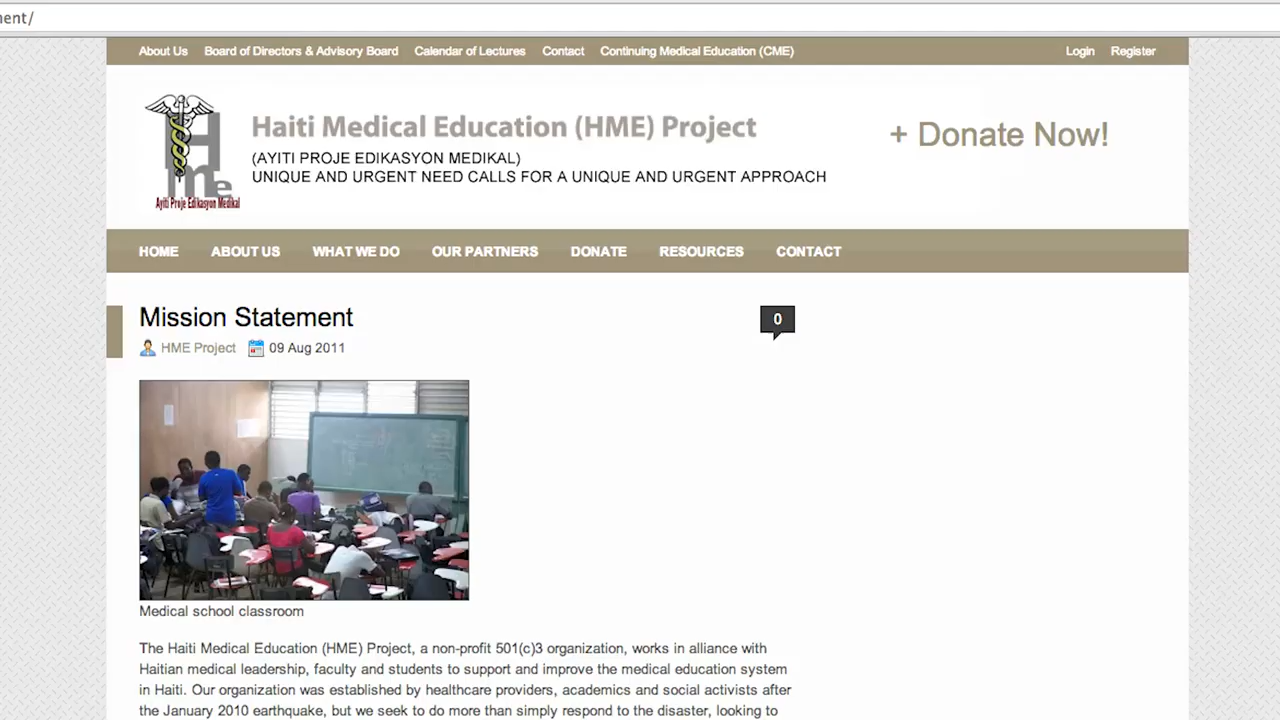 ment/
About Us Board of Directors & Advisory Board Calendar of Lectures Contact Continuing Medical Education (CME) Login Register
Hme
Ayiti Proje Edikasyon Medikal
Haiti Medical Education (HME) Project
(AYITI PROJE EDIKASYON MEDIKAL)
UNIQUE AND URGENT NEED CALLS FOR A UNIQUE AND URGENT APPROACH
+ Donate Now!
HOME ABOUT US WHAT WE DO OUR PARTNERS DONATE RESOURCES CONTACT
Mission Statement
0
HME Project 09 Aug 2011
Medical school classroom
The Haiti Medical Education (HME) Project, a non-profit 501(c)3 organization, works in alliance with
Haitian medical leadership, faculty and students to support and improve the medical education system
in Haiti. Our organization was established by healthcare providers, academics and social activists after
the January 2010 earthquake, but we seek to do more than simply respond to the disaster, looking to